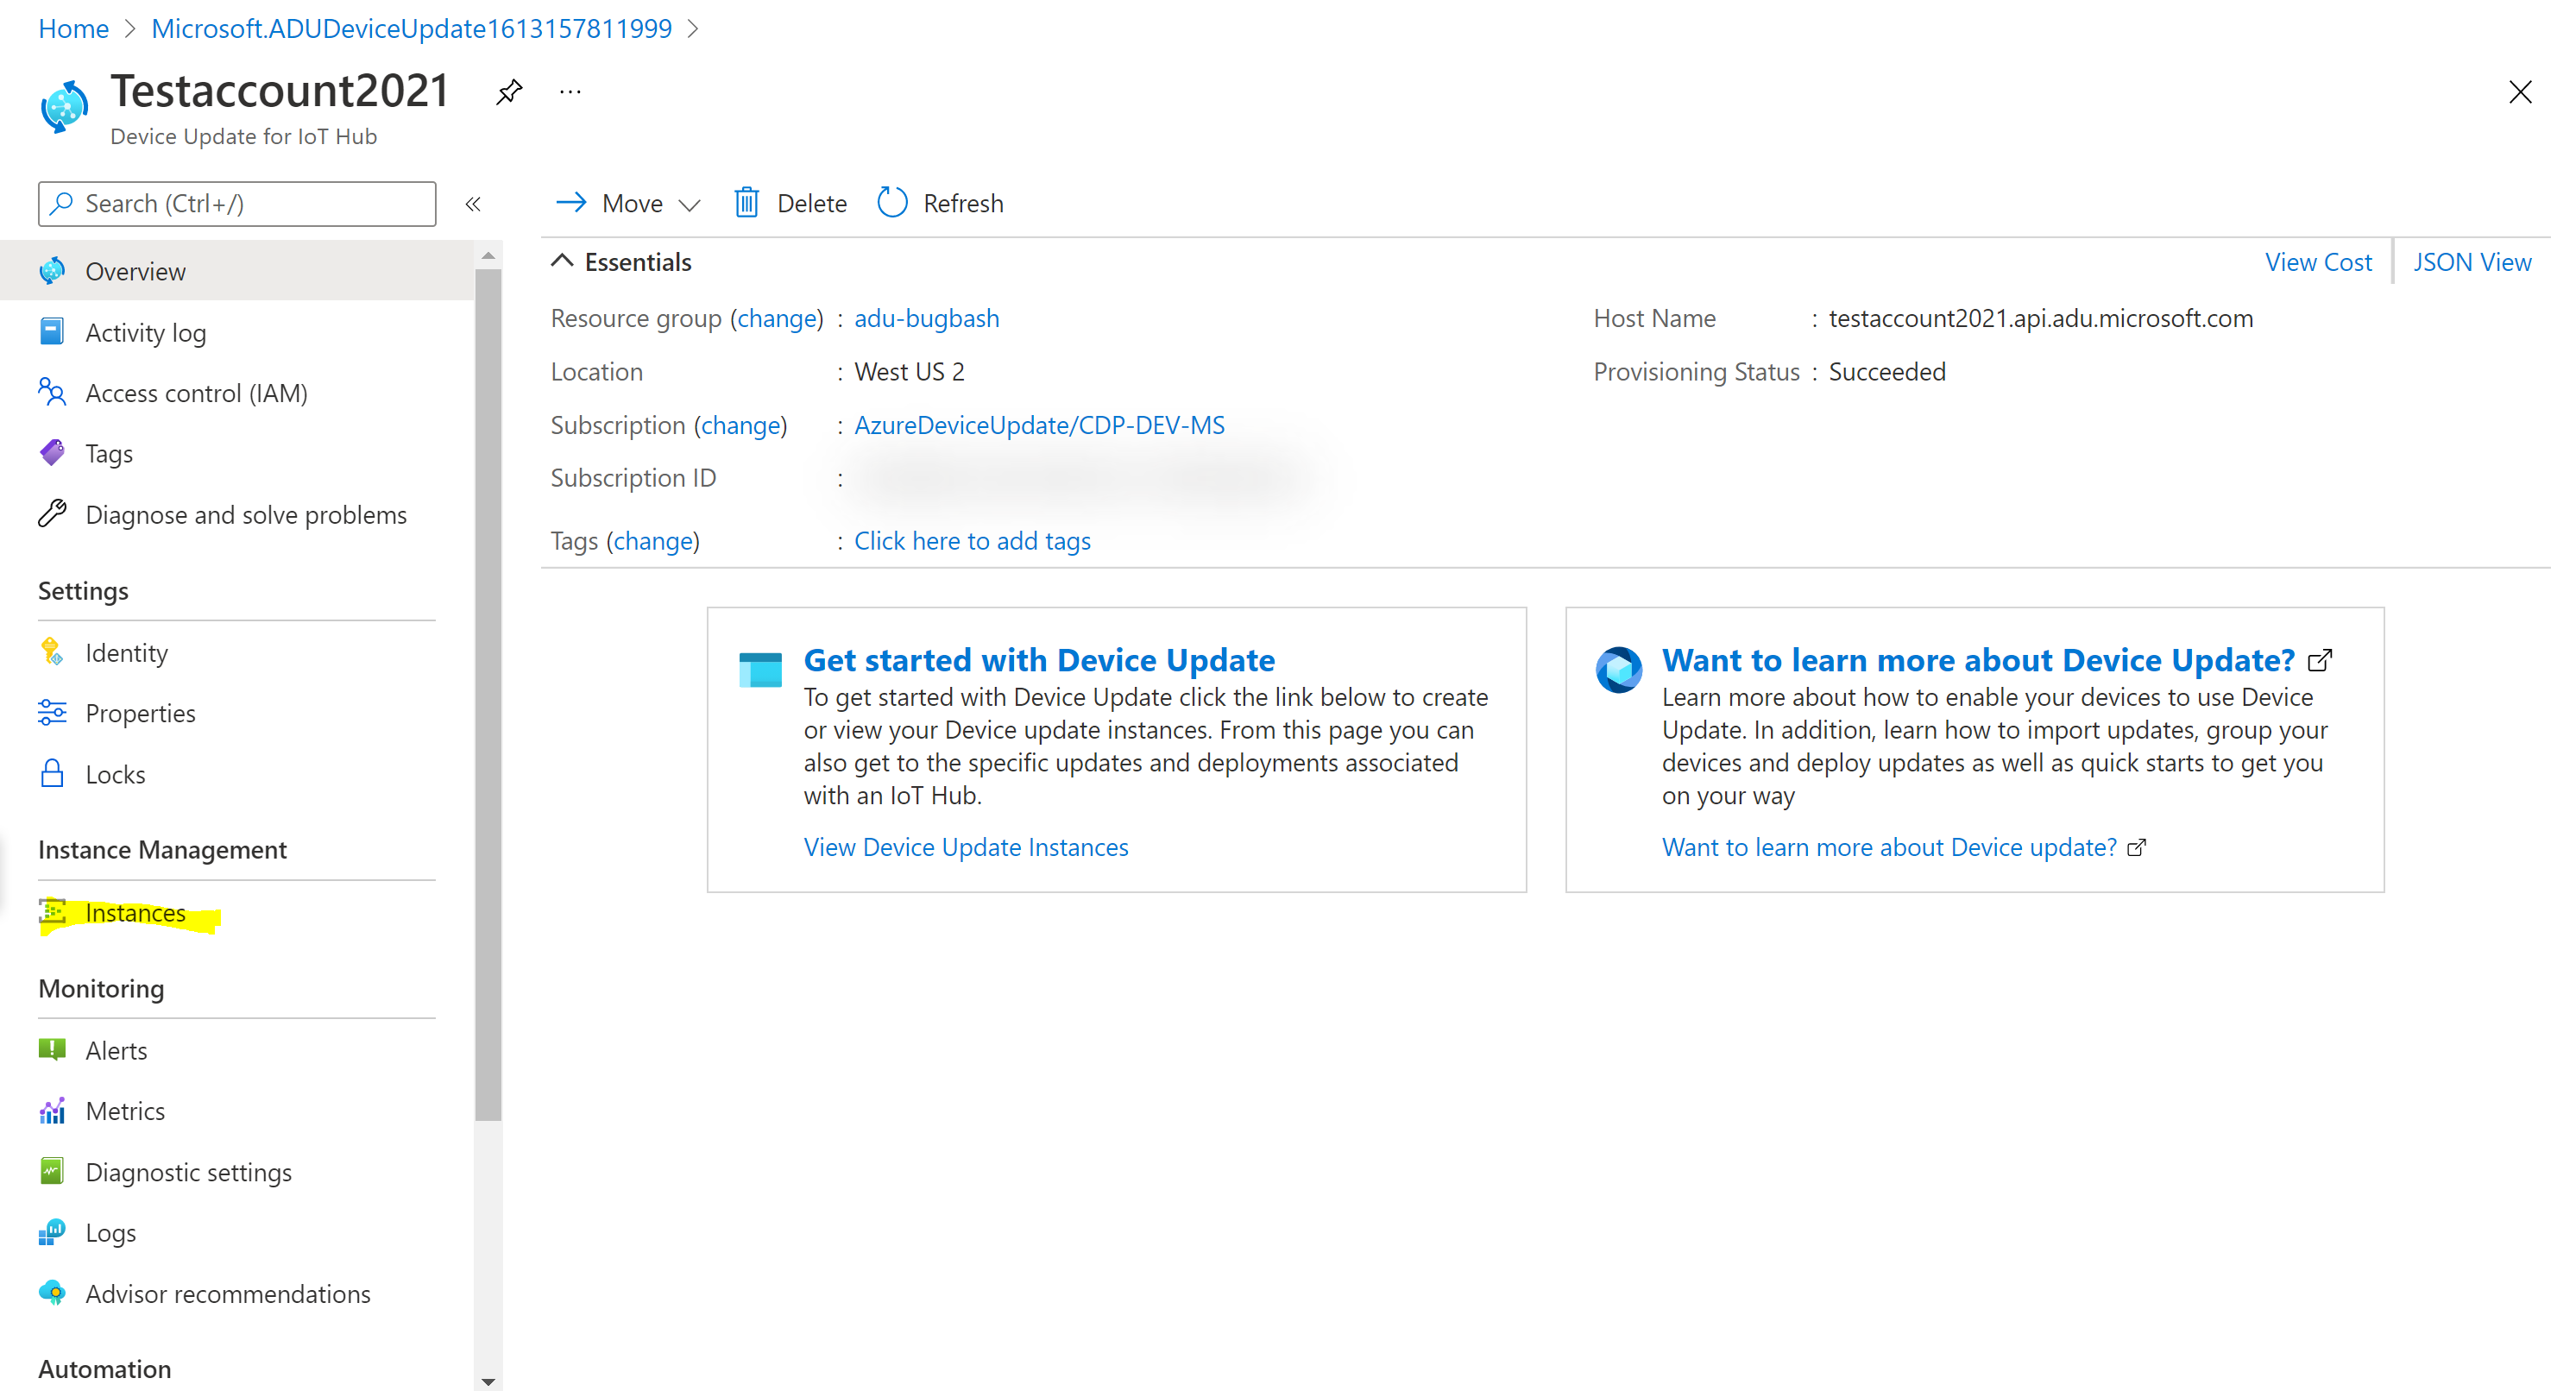 Home > Microsoft.ADUDeviceUpdate1613157811999 >
Testaccount2021 ...
Device Update for IoT Hub
Search (Ctrl+/) «
Overview
Activity log
Access control (IAM)
Tags
Diagnose and solve problems
Settings
Identity
Properties
Locks
Instance Management
Instances
Monitoring
Alerts
Metrics
Diagnostic settings
Logs
Advisor recommendations
Automation
Move Delete Refresh
Essentials
View Cost JSON View
Resource group (change) : adu-bugbash
Location : West US 2
Subscription (change) : AzureDeviceUpdate/CDP-DEV-MS
Subscription ID :
Tags (change) : Click here to add tags
Host Name : testaccount2021.api.adu.microsoft.com
Provisioning Status : Succeeded
Get started with Device Update
To get started with Device Update click the link below to create
or view your Device update instances. From this page you can
also get to the specific updates and deployments associated
with an IoT Hub.
View Device Update Instances
Want to learn more about Device Update?
Learn more about how to enable your devices to use Device
Update. In addition, learn how to import updates, group your
devices and deploy updates as well as quick starts to get you
on your way
Want to learn more about Device update?